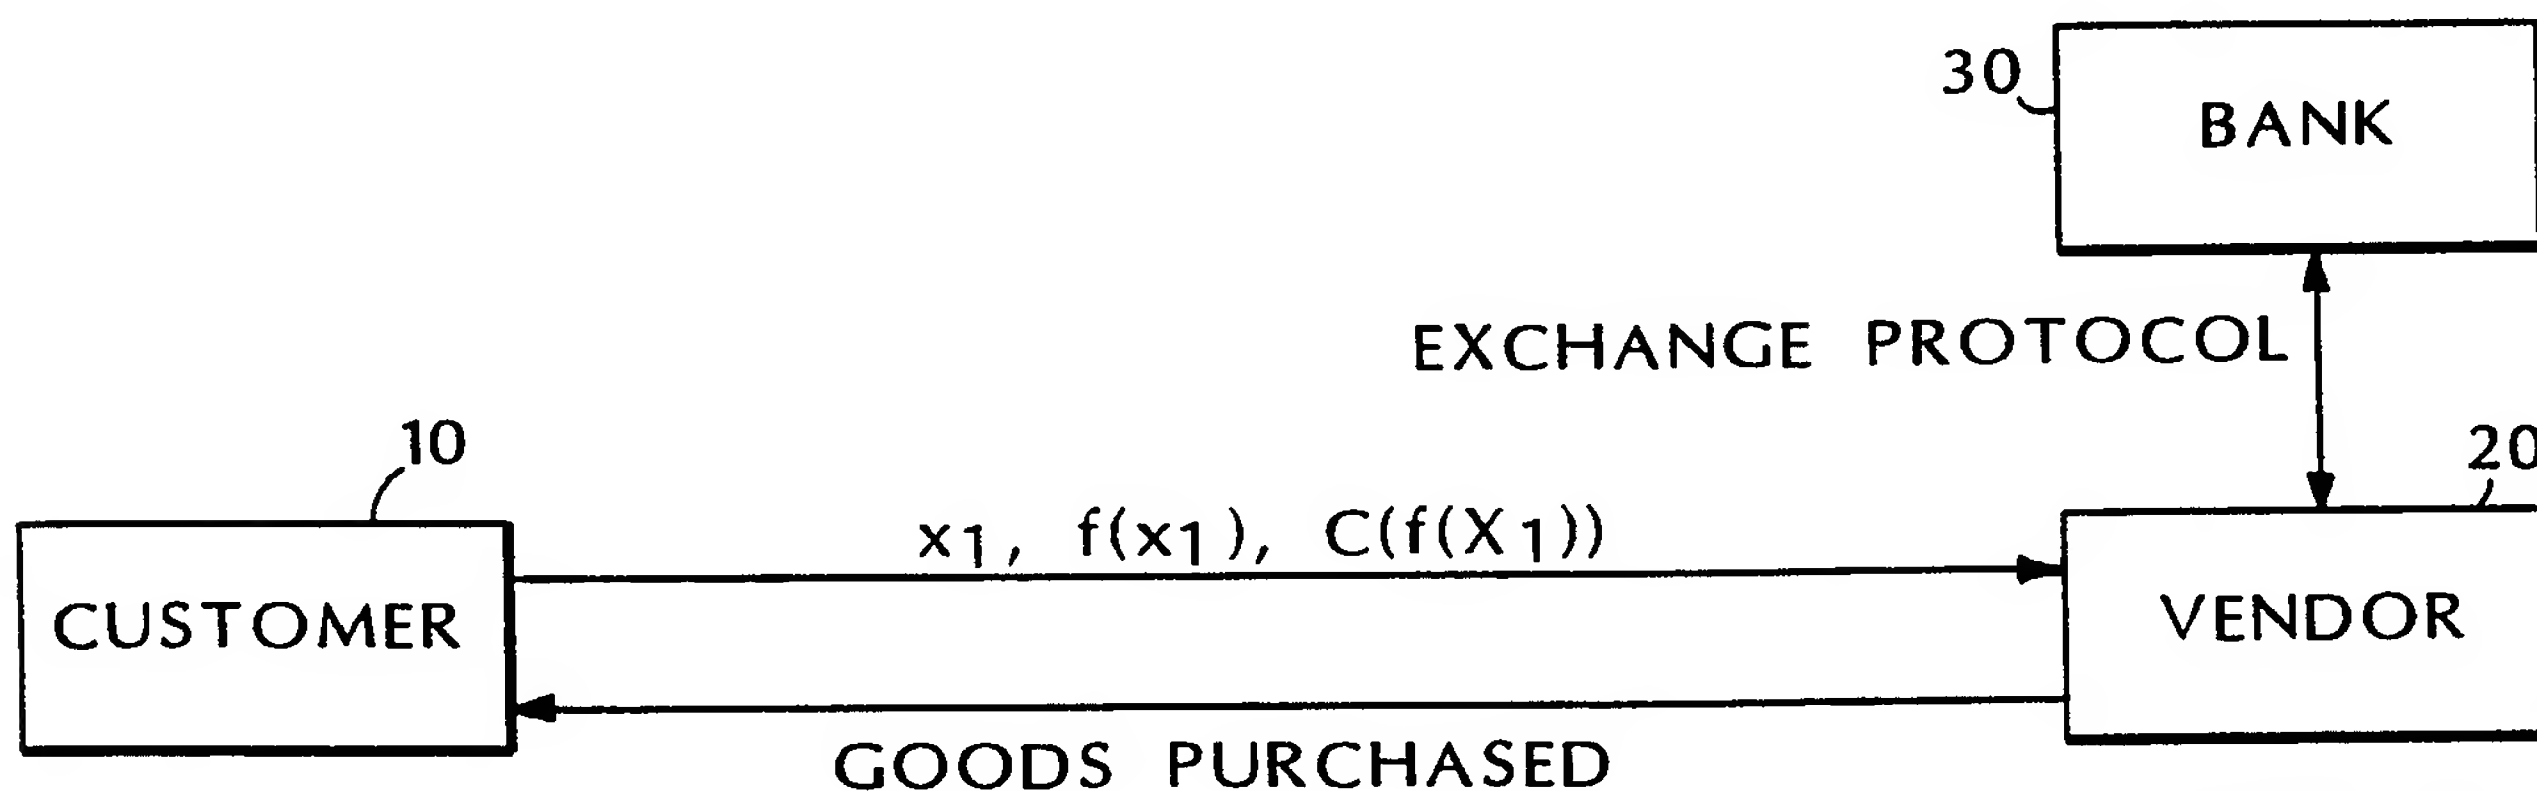 30
BANK
EXCHANGE PROTOCOL
10
20
x1, f(x1), C(f(X1))
CUSTOMER
VENDOR
GOODS PURCHASED